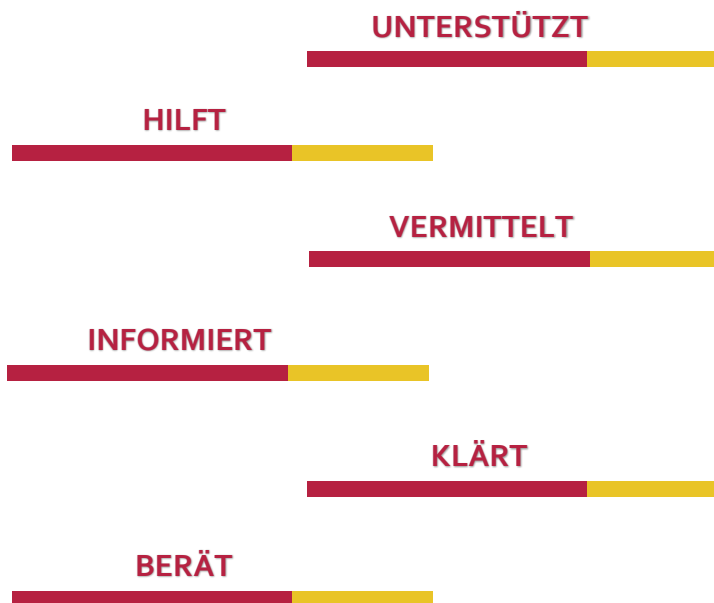 UNTERSTÜTZT
HILFT
VERMITTELT
INFORMIERT
KLÄRT
BERÄT